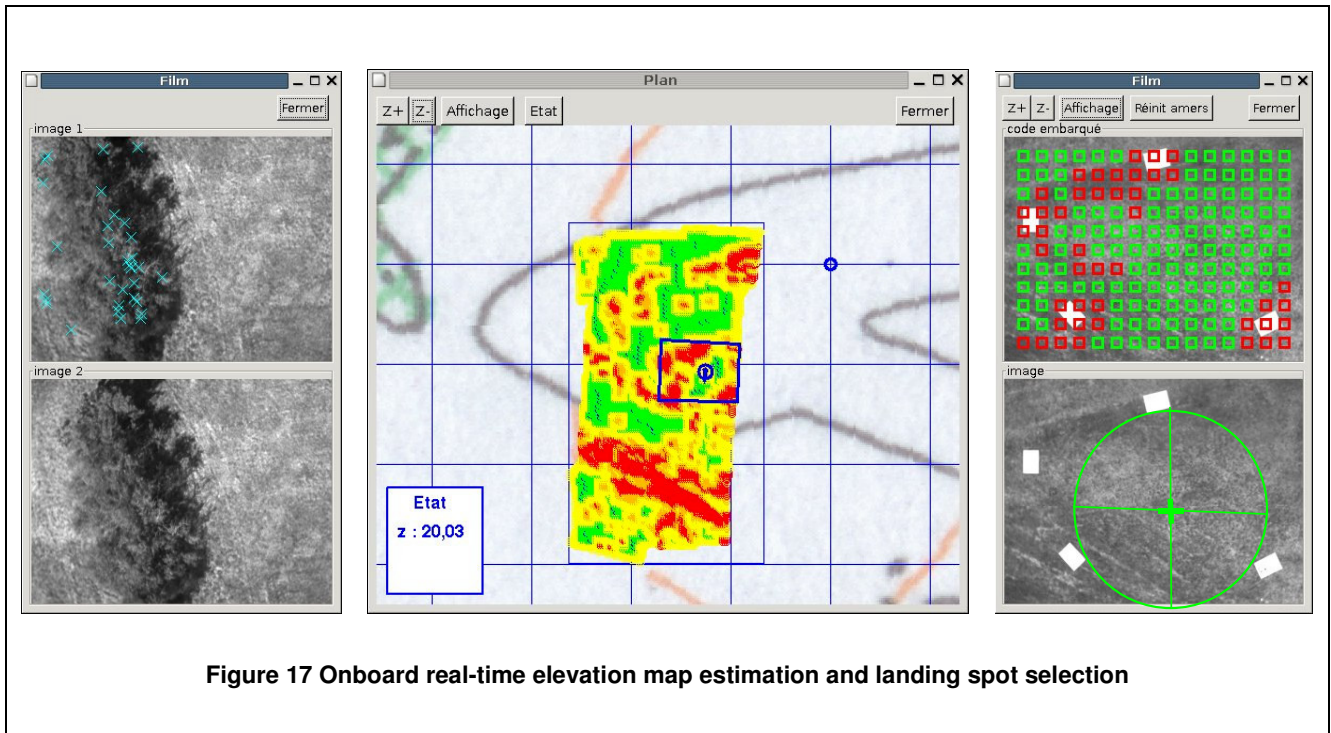 Film
Fermer
image 1
image 2
Plan
Z+ Z- Affichage Etat Fermer
Etat
z : 20,03
Film
Z+ Z- Affichage Réinit amers Fermer
code embarqué
image
Figure 17 Onboard real-time elevation map estimation and landing spot selection